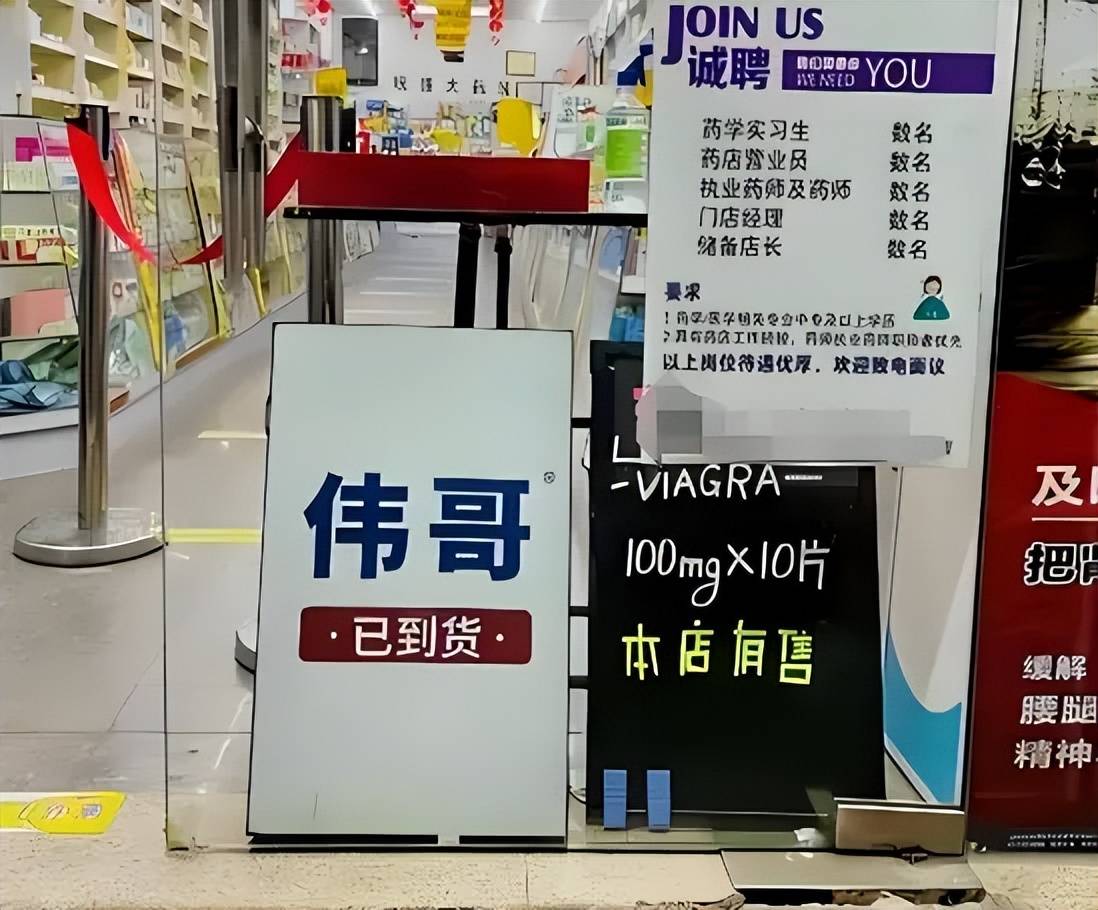 JOIN US
诚聘
WE NEED YOU
药学实习生 数名
药店营业员 数名
执业药师及药师 数名
门店经理 数名
储备店长 数名
要求
以上岗位待遇优厚，欢迎致电面议
伟哥
·已到货·
-VIAGRA
100mg×10片
本店有售
缓解
腰腿
精神